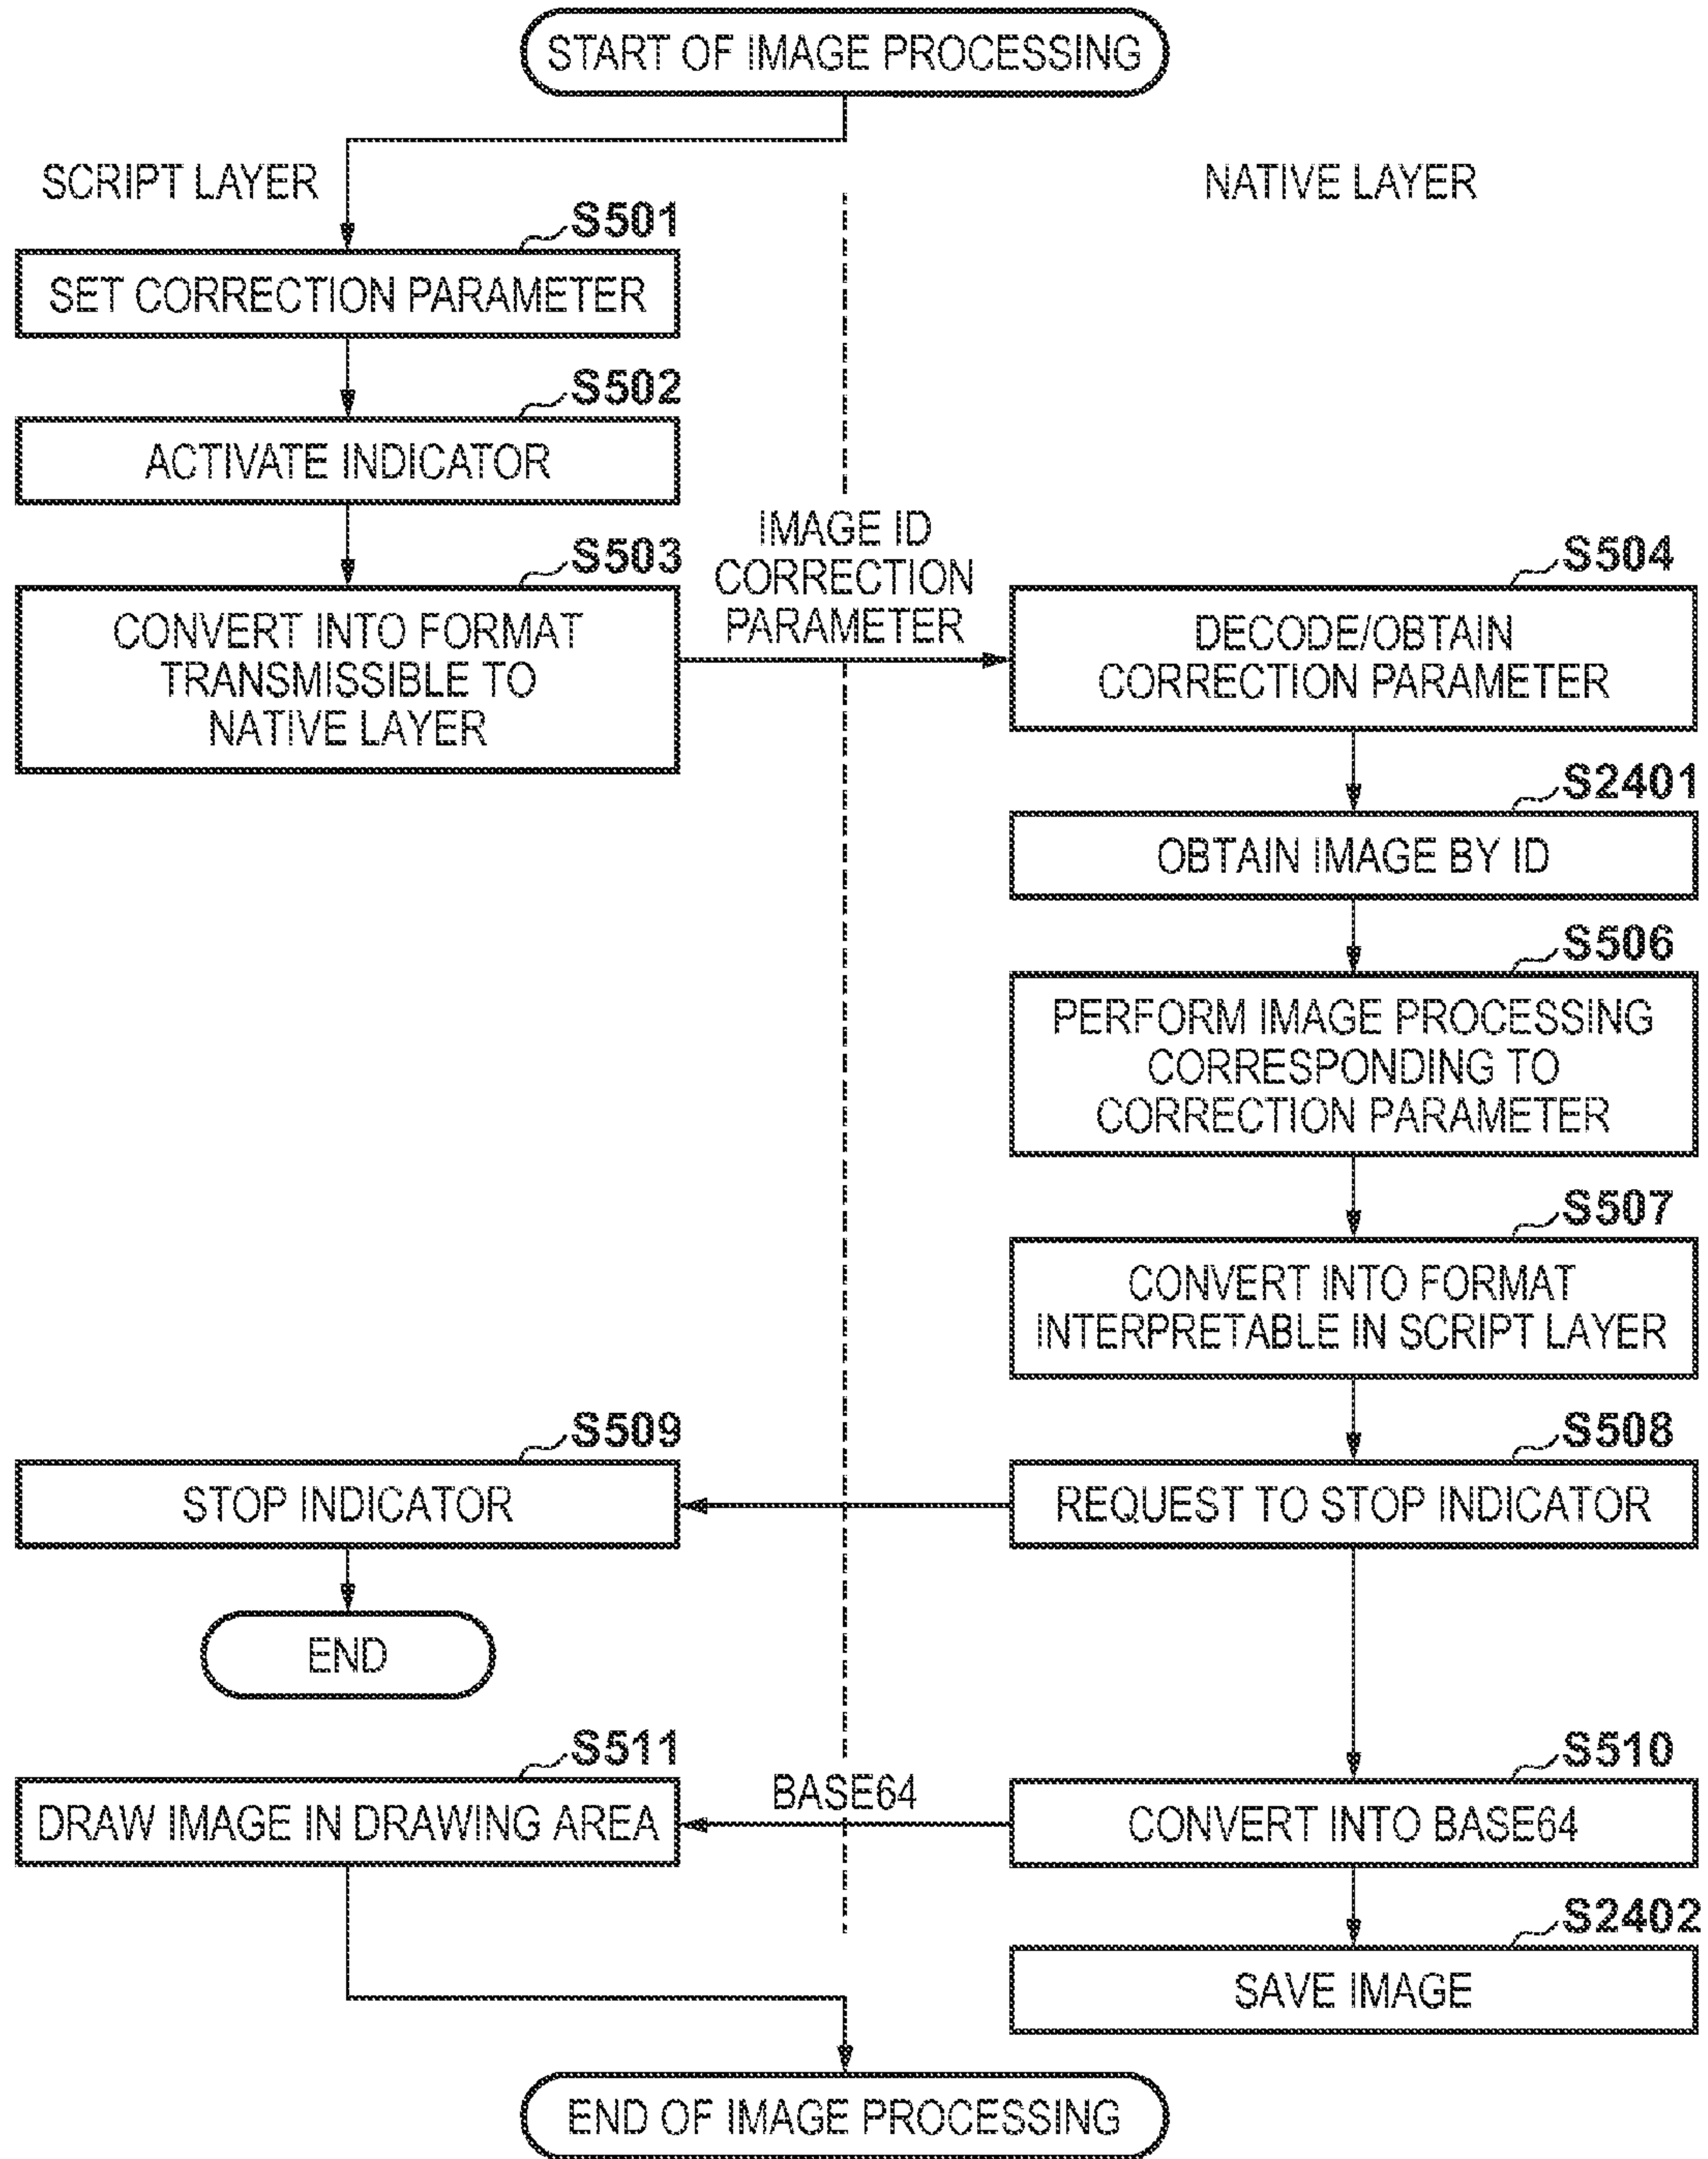 START OF IMAGE PROCESSING
SCRIPT LAYER
NATIVE LAYER
S501
SET CORRECTION PARAMETER
S502
ACTIVATE INDICATOR
S503
CONVERT INTO FORMAT
TRANSMISSIBLE TO
NATIVE LAYER
IMAGE ID
CORRECTION
PARAMETER
S504
DECODE/OBTAIN
CORRECTION PARAMETER
S2401
OBTAIN IMAGE BY ID
S506
PERFORM IMAGE PROCESSING
CORRESPONDING TO
CORRECTION PARAMETER
S507
CONVERT INTO FORMAT
INTERPRETABLE IN SCRIPT LAYER
S508
REQUEST TO STOP INDICATOR
S509
STOP INDICATOR
END
S510
CONVERT INTO BASE64
BASE64
S511
DRAW IMAGE IN DRAWING AREA
S2402
SAVE IMAGE
END OF IMAGE PROCESSING